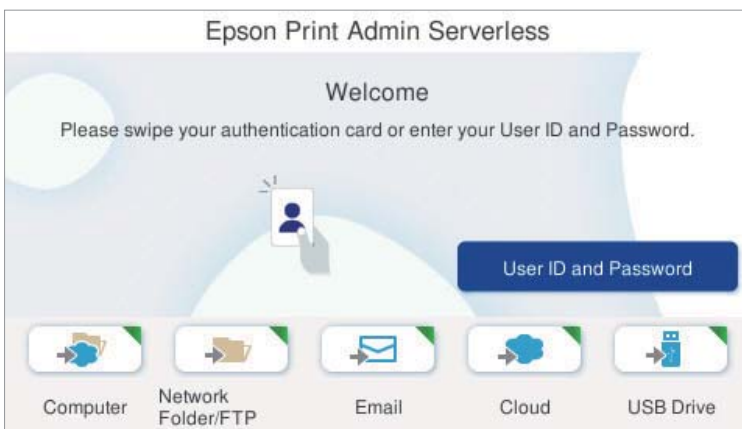 Epson Print Admin Serverless
Welcome
Please swipe your authentication card or enter your User ID and Password.
User ID and Password
Computer
Network
Folder/FTP
Email
Cloud
USB Drive